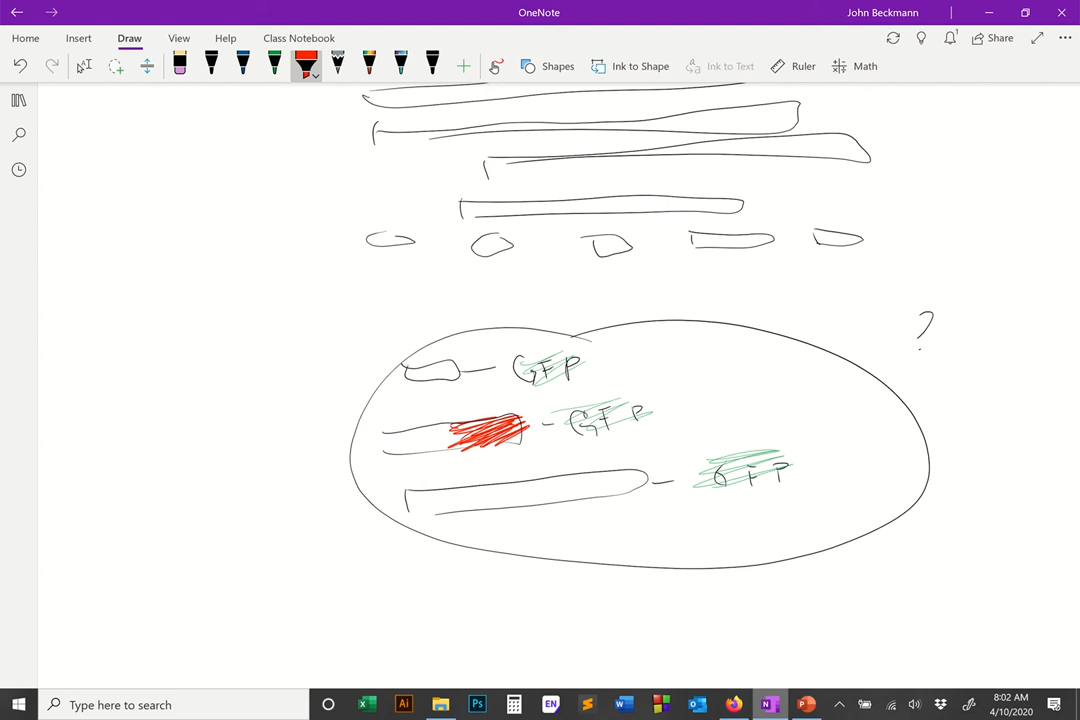 OneNote
John Beckmann
Home Insert Draw View Help Class Notebook
Share
Shapes Ink to Shape Ink to Text Ruler Math
?
GFP
GFP
GFP
Type here to search
8:02 AM
4/10/2020